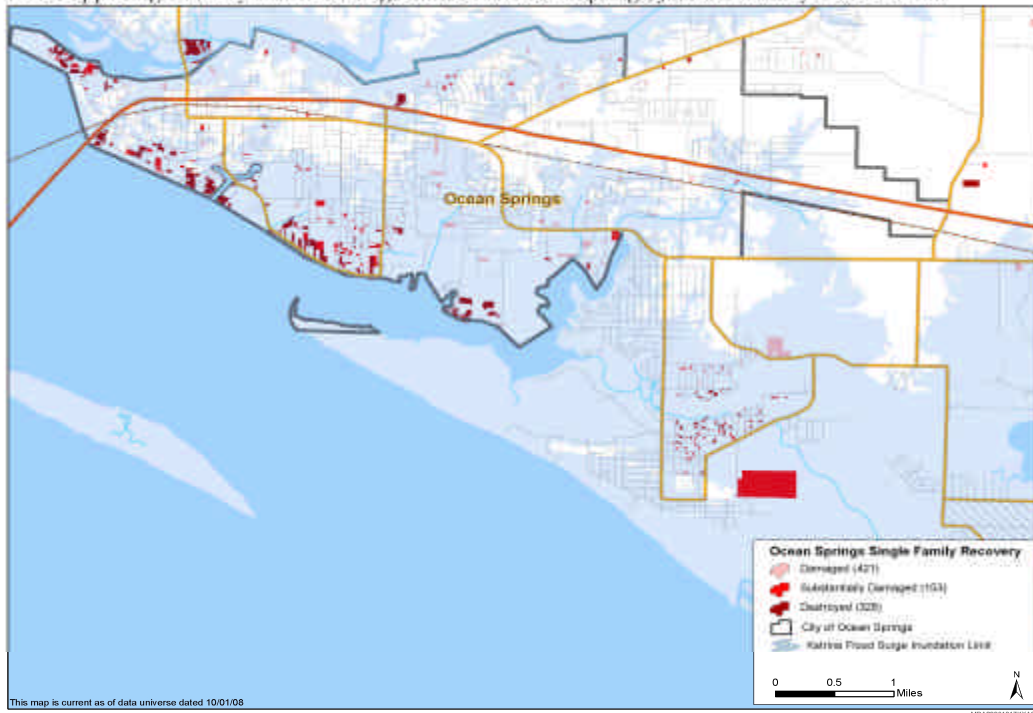 Ocean Springs
Ocean Springs Single Family Recovery
Damaged (421)
Substantially Damaged (153)
Destroyed (328)
City of Ocean Springs
Katrina Flood Surge Inundation Limit
0 0.5 1
Miles
N
This map is current as of data universe dated 10/01/08